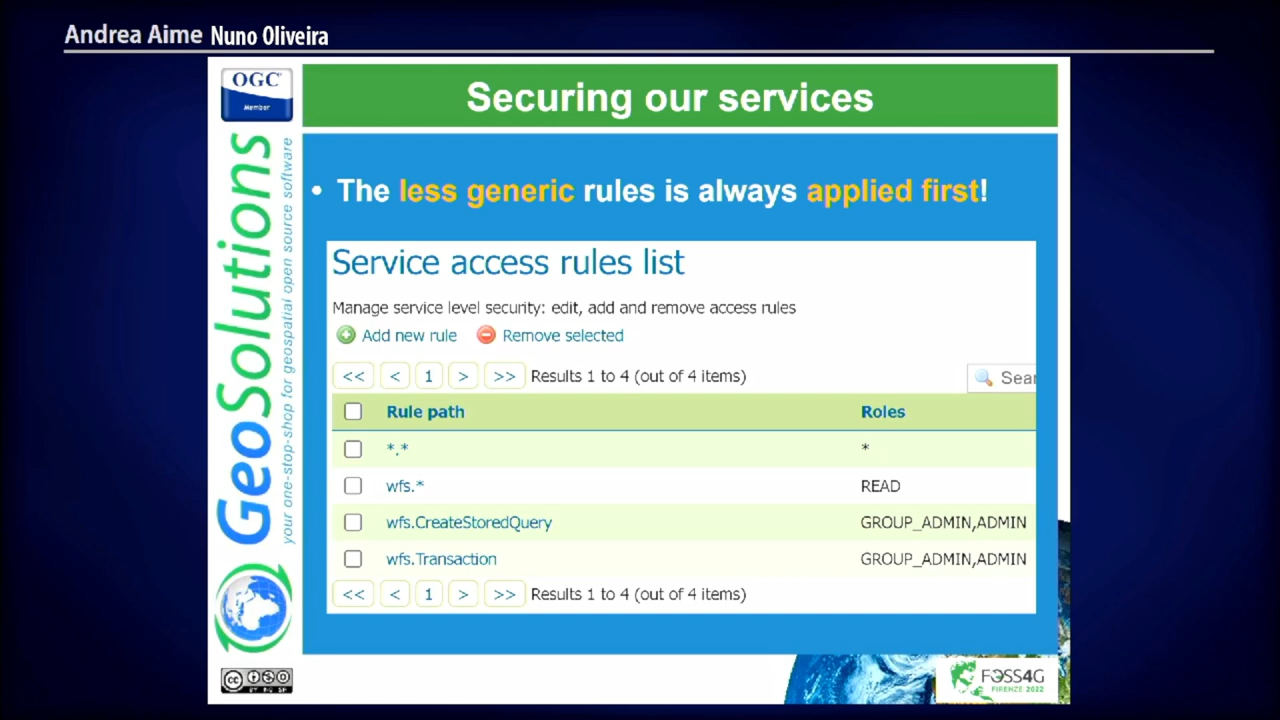 Andrea Aime Nuno Oliveira
OGC
Member
Securing our services
GeoSolutions
your one-stop-shop for geospatial open source software
• The less generic rules is always applied first!
Service access rules list
Manage service level security: edit, add and remove access rules
Add new rule Remove selected
<< < 1 > >> Results 1 to 4 (out of 4 items) Sear
Rule path Roles
*.* *
wfs.* READ
wfs.CreateStoredQuery GROUP_ADMIN,ADMIN
wfs.Transaction GROUP_ADMIN,ADMIN
<< < 1 > >> Results 1 to 4 (out of 4 items)
cc
BY NC SA
FOSS4G
FIRENZE 2022